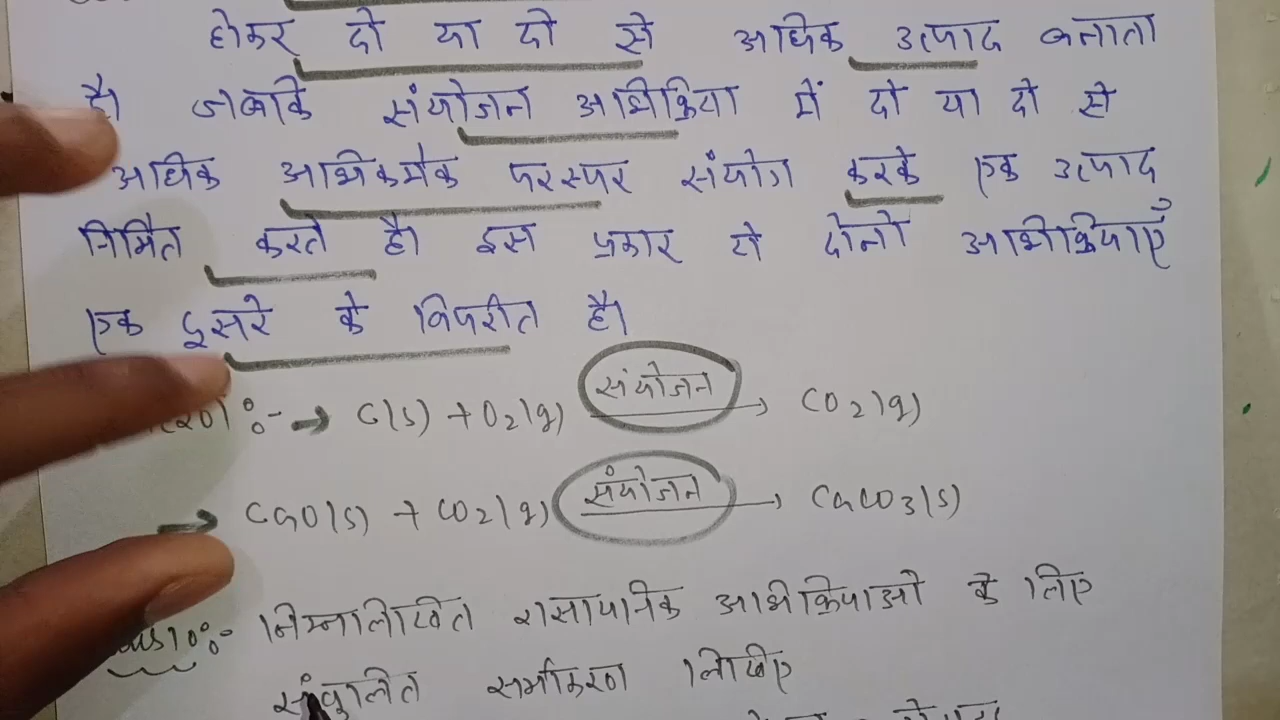 होकर दो या दो से अधिक उत्पाद बनाता
है। जबकि संयोजन अभिक्रिया में दो या दो से
अधिक अभिकर्मक परस्पर संयोग करके एक उत्पाद
निर्मित करते है। इस प्रकार ये दोनो अभिक्रियाएँ
एक दूसरे के विपरीत है।
:- → C(s) + O2(g) संयोजन → CO2(g)
→ CaO(s) + CO2(g) संयोजन → CaCO3(s)
10:- निम्नलिखित रासायनिक अभिक्रियाओ के लिए
संतुलित समीकरण लिखिए